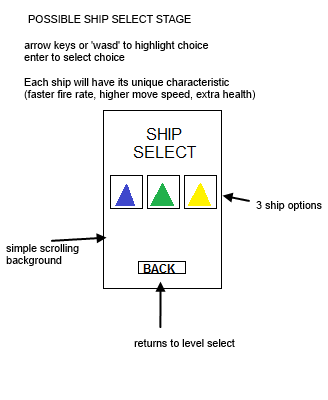 POSSIBLE SHIP SELECT STAGE
arrow keys or 'wasd' to highlight choice
enter to select choice
Each ship will have its unique characteristic
(faster fire rate, higher move speed, extra health)
SHIP
SELECT
3 ship options
simple scrolling
background
BACK
returns to level select